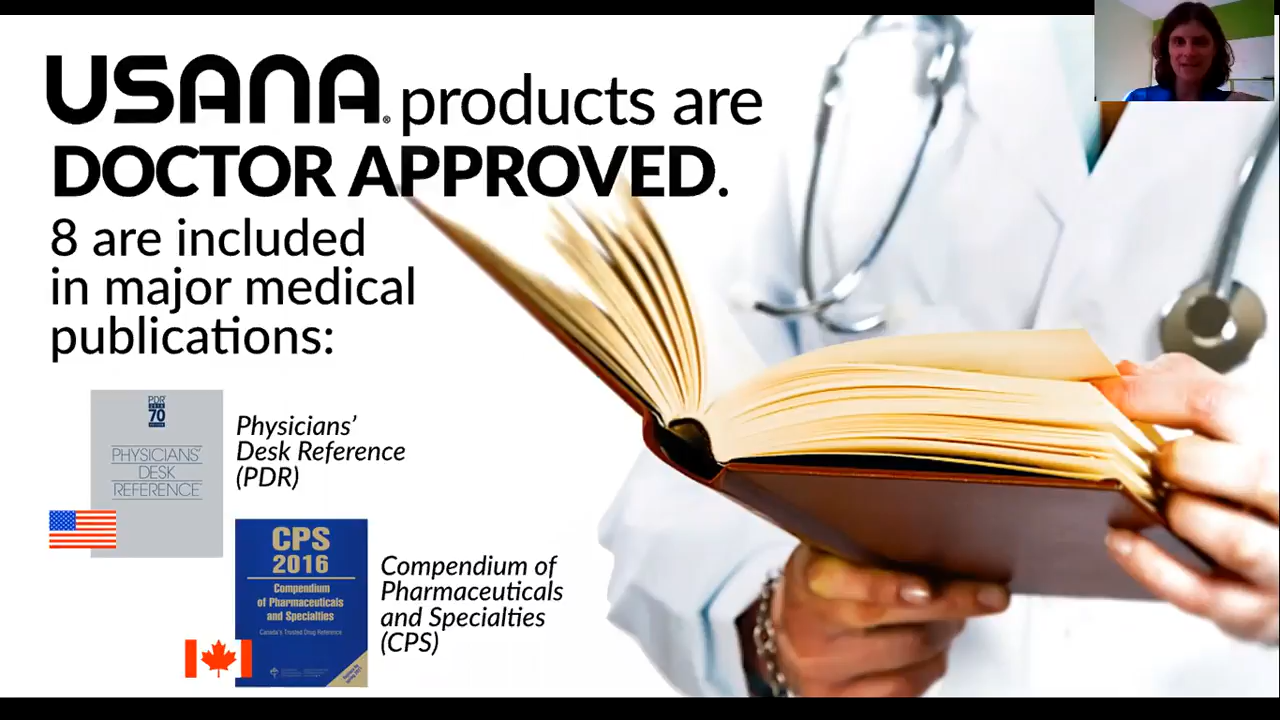 USANA® products are
DOCTOR APPROVED.
8 are included
in major medical
publications:
PDR
70
EDITION
PHYSICIANS'
DESK
REFERENCE
Physicians'
Desk Reference
(PDR)
CPS
2016
Compendium
of Pharmaceuticals
and Specialties
Canada's Trusted Drug Reference
Compendium of
Pharmaceuticals
and Specialties
(CPS)